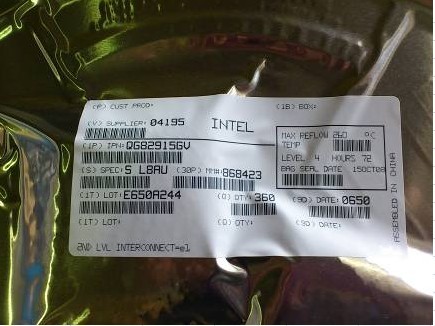 (P) CUST PROD:
(1B) BOX:
(V) SUPPLIER: 04195
INTEL
(1P) IPN: QG82915GV
MAX REFLOW 260 °C
TEMP
LEVEL 4 HOURS 72
BAG SEAL DATE 15OCT08
(S) SPEC: S L8AU (30P) MM#: 868423
(1T) LOT: E650A244 (Q) QTY: 360 (9D) DATE: 0650
(1T) LOT: (Q) QTY: (9D) DATE:
2ND LVL INTERCONNECT=e1
ASSEMBLED IN CHINA